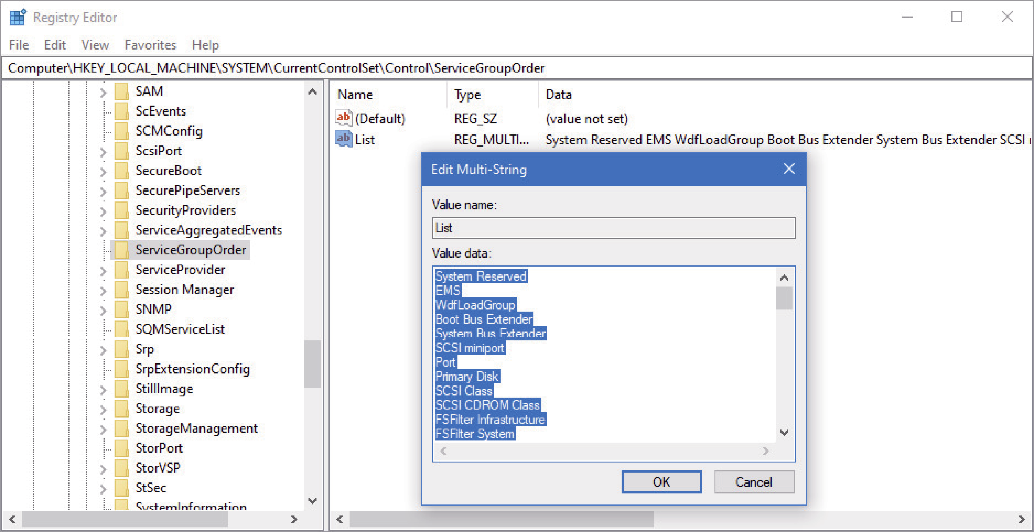 Registry Editor
File Edit View Favorites Help
Computer\HKEY_LOCAL_MACHINE\SYSTEM\CurrentControlSet\Control\ServiceGroupOrder
SAM
ScEvents
SCMConfig
ScsiPort
SecureBoot
SecurePipeServers
SecurityProviders
ServiceAggregatedEvents
ServiceGroupOrder
ServiceProvider
Session Manager
SNMP
SQMServiceList
Srp
SrpExtensionConfig
StillImage
Storage
StorageManagement
StorPort
StorVSP
StSec
SystemInformation
Name Type Data
ab (Default) REG_SZ (value not set)
ab List REG_MULTI... System Reserved EMS WdfLoadGroup Boot Bus Extender System Bus Extender SCSI
Edit Multi-String
Value name:
List
Value data:
System Reserved
EMS
WdfLoadGroup
Boot Bus Extender
System Bus Extender
SCSI miniport
Port
Primary Disk
SCSI Class
SCSI CDROM Class
FSFilter Infrastructure
FSFilter System
OK Cancel